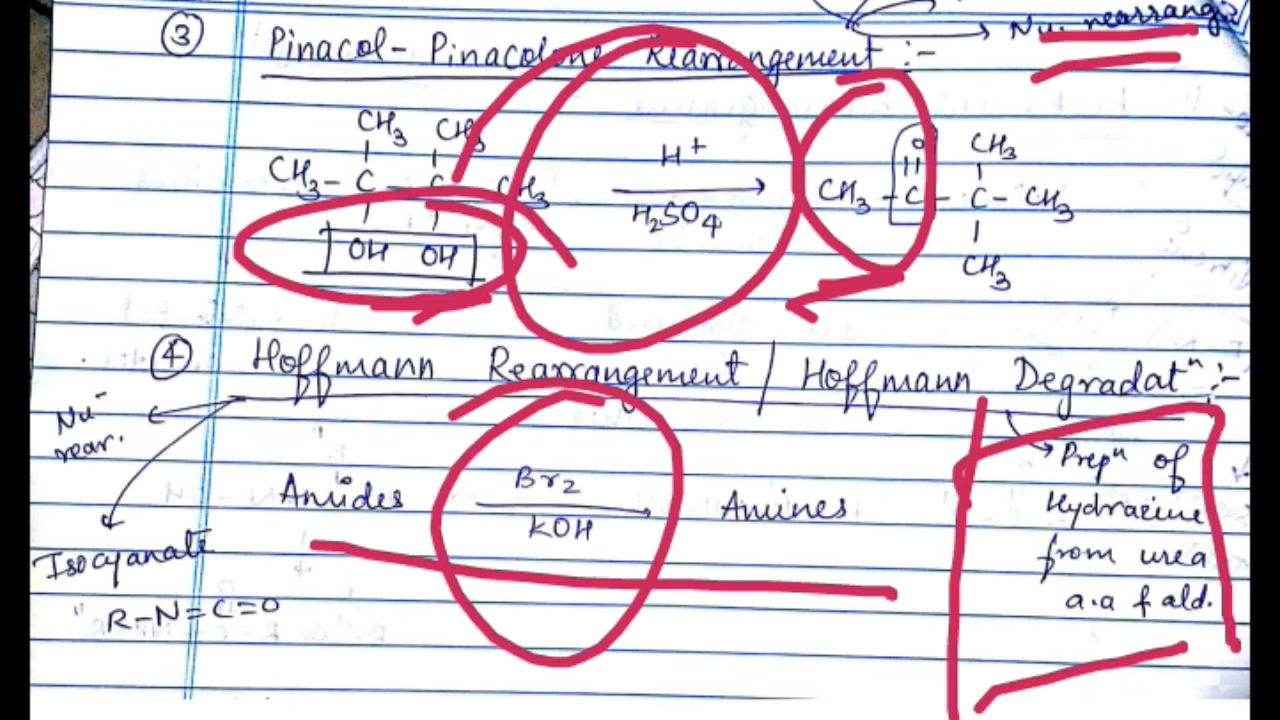 Nu. rearrang.
③ Pinacol-Pinacolone Rearrangement :-
CH3 CH3
CH3 - C - C - CH3
OH OH
H+
H2SO4
O
CH3 - C - C - CH3
CH3
CH3
④ Hoffmann Rearrangement / Hoffmann Degradatⁿ :-
Nu-
rear.
Isocyanate
R-N=C=O
Amides
Br2
KOH
Amines
Prepⁿ of
Hydrazine
from urea
a.a f ald.